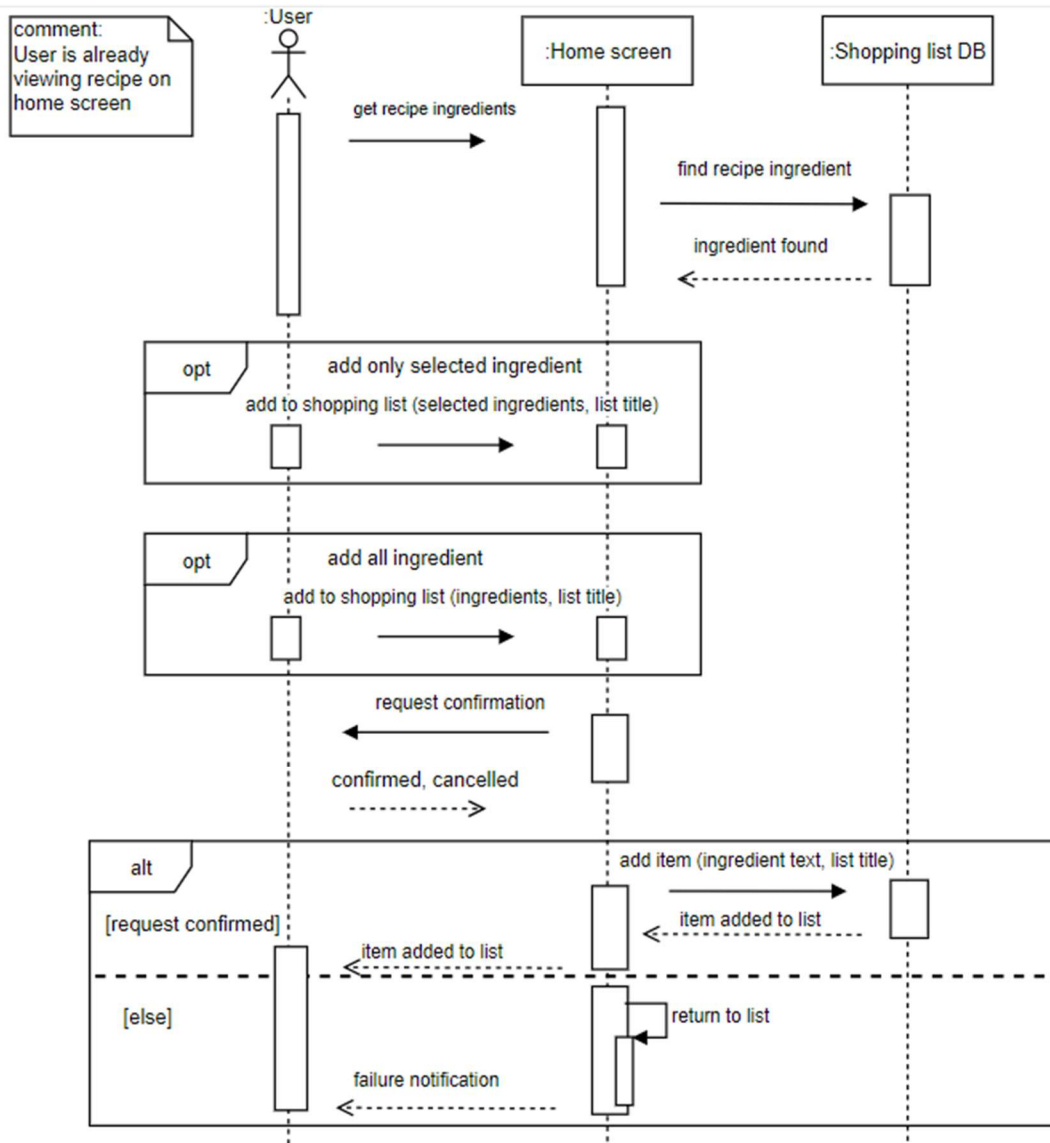 comment:
User is already
viewing recipe on
home screen
:User
:Home screen
:Shopping list DB
get recipe ingredients
find recipe ingredient
ingredient found
opt
add only selected ingredient
add to shopping list (selected ingredients, list title)
opt
add all ingredient
add to shopping list (ingredients, list title)
request confirmation
confirmed, cancelled
alt
add item (ingredient text, list title)
[request confirmed]
item added to list
item added to list
[else]
return to list
failure notification